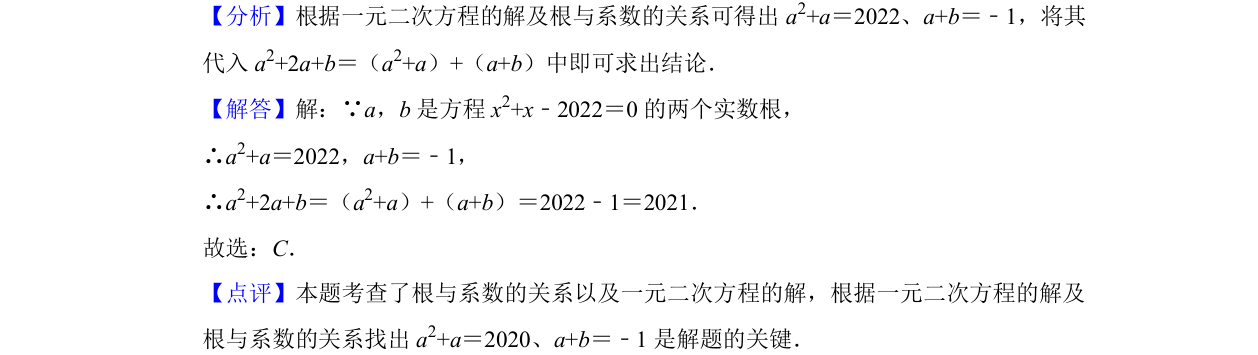 【分析】根据一元二次方程的解及根与系数的关系可得出 a²+a＝2022、a+b＝﹣1，将其
代入 a²+2a+b＝（a²+a）+（a+b）中即可求出结论．
【解答】解：∵a，b 是方程 x²+x﹣2022＝0 的两个实数根，
∴a²+a＝2022，a+b＝﹣1，
∴a²+2a+b＝（a²+a）+（a+b）＝2022﹣1＝2021．
故选：C．
【点评】本题考查了根与系数的关系以及一元二次方程的解，根据一元二次方程的解及
根与系数的关系找出 a²+a＝2020、a+b＝﹣1 是解题的关键．